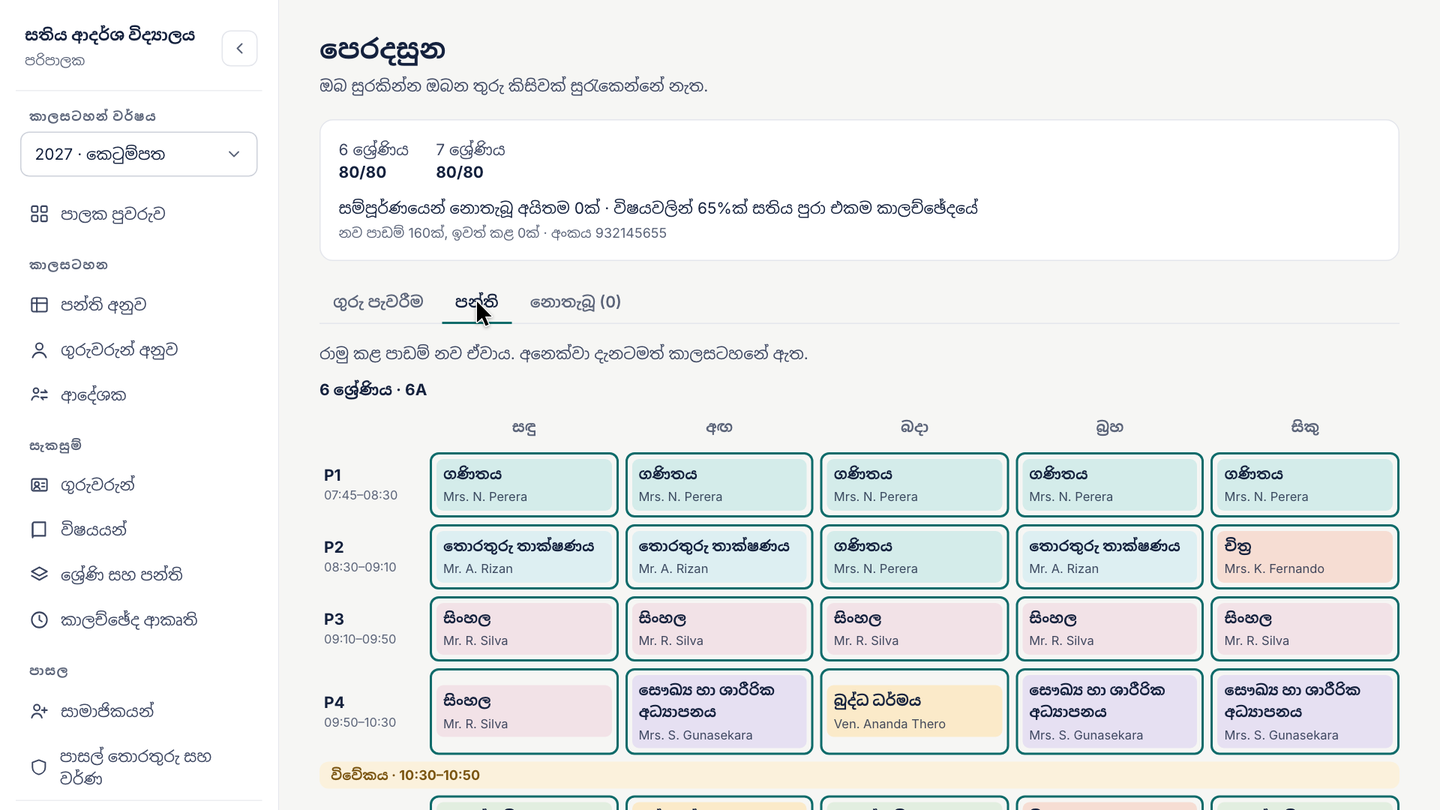 සතිය ආදර්ශ විද්‍යාලය
පරිපාලක
කාලසටහන් වර්ෂය
2027 · කෙටුම්පත
පාලක පුවරුව
කාලසටහන
පන්ති අනුව
ගුරුවරුන් අනුව
ආදේශක
සැකසුම්
ගුරුවරුන්
විෂයයන්
ශ්‍රේණි සහ පන්ති
කාලච්ඡේද ආකෘති
පාසල
සාමාජිකයන්
පාසල් තොරතුරු සහ
වර්ණ
පෙරදසුන
ඔබ සුරකින්න ඔබන තුරු කිසිවක් සුරැකෙන්නේ නැත.
6 ශ්‍රේණිය 7 ශ්‍රේණිය
80/80 80/80
සම්පූර්ණයෙන් නොතැබූ අයිතම 0ක් · විෂයවලින් 65%ක් සතිය පුරා එකම කාලච්ඡේදයේ
නව පාඩම් 160ක්, ඉවත් කළ 0ක් · අංකය 932145655
ගුරු පැවරීම පන්ති නොතැබූ (0)
රාමු කළ පාඩම් නව ඒවාය. අනෙක්වා දැනටමත් කාලසටහනේ ඇත.
6 ශ්‍රේණිය · 6A
සඳු අඟ බදා බ්‍රහ සිකු
P1 ගණිතය ගණිතය ගණිතය ගණිතය ගණිතය
07:45–08:30 Mrs. N. Perera Mrs. N. Perera Mrs. N. Perera Mrs. N. Perera Mrs. N. Perera
P2 තොරතුරු තාක්ෂණය තොරතුරු තාක්ෂණය ගණිතය තොරතුරු තාක්ෂණය චිත්‍ර
08:30–09:10 Mr. A. Rizan Mr. A. Rizan Mrs. N. Perera Mr. A. Rizan Mrs. K. Fernando
P3 සිංහල සිංහල සිංහල සිංහල සිංහල
09:10–09:50 Mr. R. Silva Mr. R. Silva Mr. R. Silva Mr. R. Silva Mr. R. Silva
P4 සිංහල සෞඛ්‍ය හා ශාරීරික අධ්‍යාපනය බුද්ධ ධර්මය සෞඛ්‍ය හා ශාරීරික අධ්‍යාපනය සෞඛ්‍ය හා ශාරීරික අධ්‍යාපනය
09:50–10:30 Mr. R. Silva Mrs. S. Gunasekara Ven. Ananda Thero Mrs. S. Gunasekara Mrs. S. Gunasekara
විවේකය · 10:30–10:50